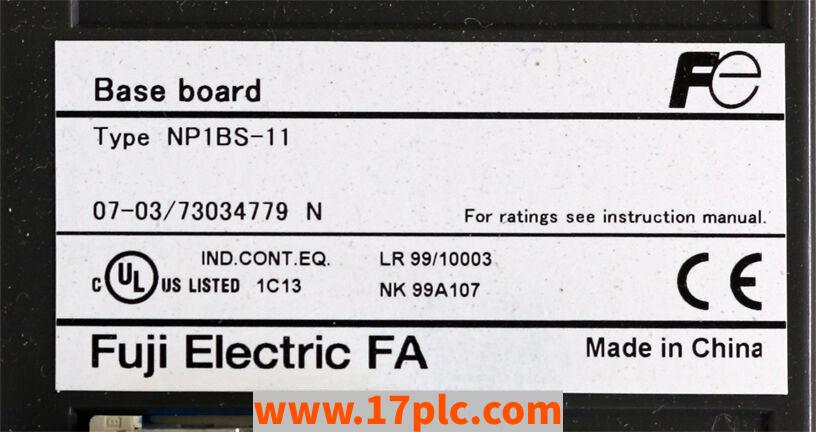 Base board
Fe
Type NP1BS-11
07-03/73034779 N
For ratings see instruction manual.
C UL US LISTED
IND.CONT.EQ.
1C13
LR 99/10003
NK 99A107
CE
Fuji Electric FA
Made in China
www.17plc.com